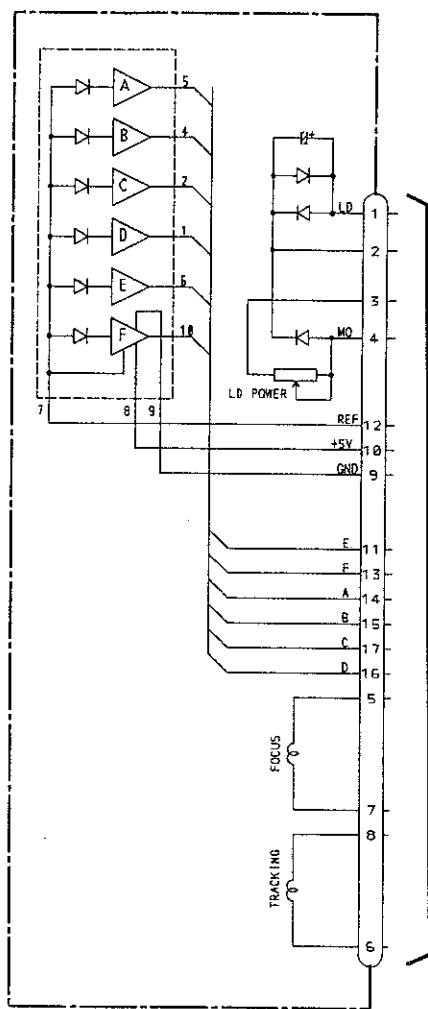 A 5
B 4
C 2
D 1
E 6
F 10
7 8 9
+
LD 1
2
3
MO 4
LD POWER
REF 12
+5V 10
GND 9
E 11
F 13
A 14
B 15
C 17
D 16
5
FOCUS
7
8
TRACKING
6